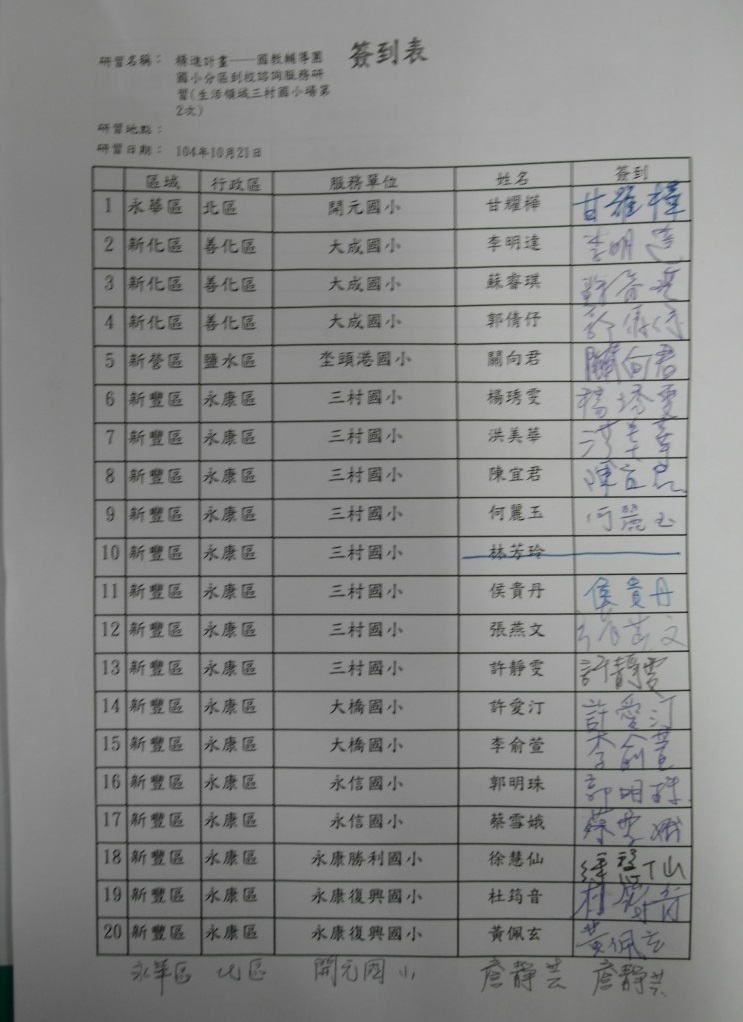 簽到表
研習名稱： 精進計畫——國教輔導團
國小分區到校諮詢服務研
習(生活領域三村國小場第
2次)
研習地點：
研習日期： 104年10月21日
區域 行政區 服務單位 姓名 簽到
1 永華區 北區 開元國小 甘耀樺 甘耀樺
2 新化區 善化區 大成國小 李明達 李明達
3 新化區 善化區 大成國小 蘇睿琪
4 新化區 善化區 大成國小 郭倩伃
5 新營區 鹽水區 坔頭港國小 關向君 關向君
6 新豐區 永康區 三村國小 楊琇雯
7 新豐區 永康區 三村國小 洪美華 洪美華
8 新豐區 永康區 三村國小 陳宜君 陳宜君
9 新豐區 永康區 三村國小 何麗玉 何麗玉
10 新豐區 永康區 三村國小 林芳玲
11 新豐區 永康區 三村國小 侯貴丹 侯貴丹
12 新豐區 永康區 三村國小 張燕文 張燕文
13 新豐區 永康區 三村國小 許靜雯 許靜雯
14 新豐區 永康區 大橋國小 許愛汀 許愛汀
15 新豐區 永康區 大橋國小 李俞萱 李俞萱
16 新豐區 永康區 永信國小 郭明珠 郭明珠
17 新豐區 永康區 永信國小 蔡雪娥 蔡雪娥
18 新豐區 永康區 永康勝利國小 徐慧仙 徐慧仙
19 新豐區 永康區 永康復興國小 杜筠音 杜筠音
20 新豐區 永康區 永康復興國小 黃佩玄 黃佩玄
永華區 北區 開元國小 詹靜芸 詹靜芸